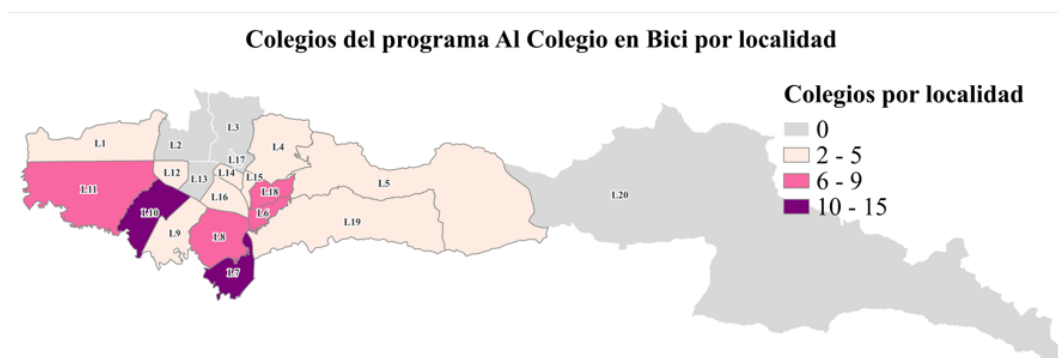 Colegios del programa Al Colegio en Bici por localidad
Colegios por localidad
0
2 - 5
6 - 9
10 - 15
L1
L2
L3
L4
L17
L12
L13
L14
L15
L11
L18
L5
L16
L10
L6
L20
L19
L9
L8
L7